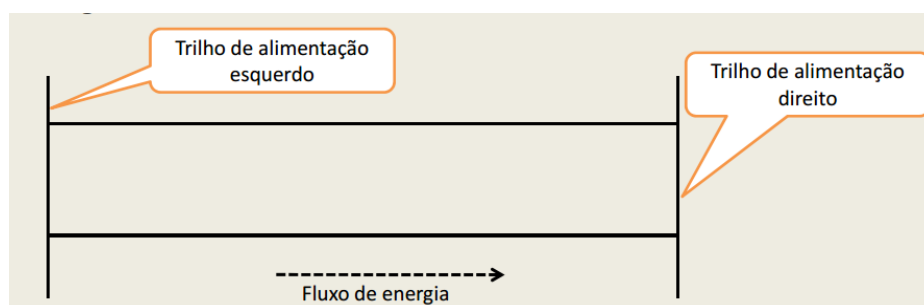 Trilho de alimentação
esquerdo
Trilho de alimentação
direito
Fluxo de energia